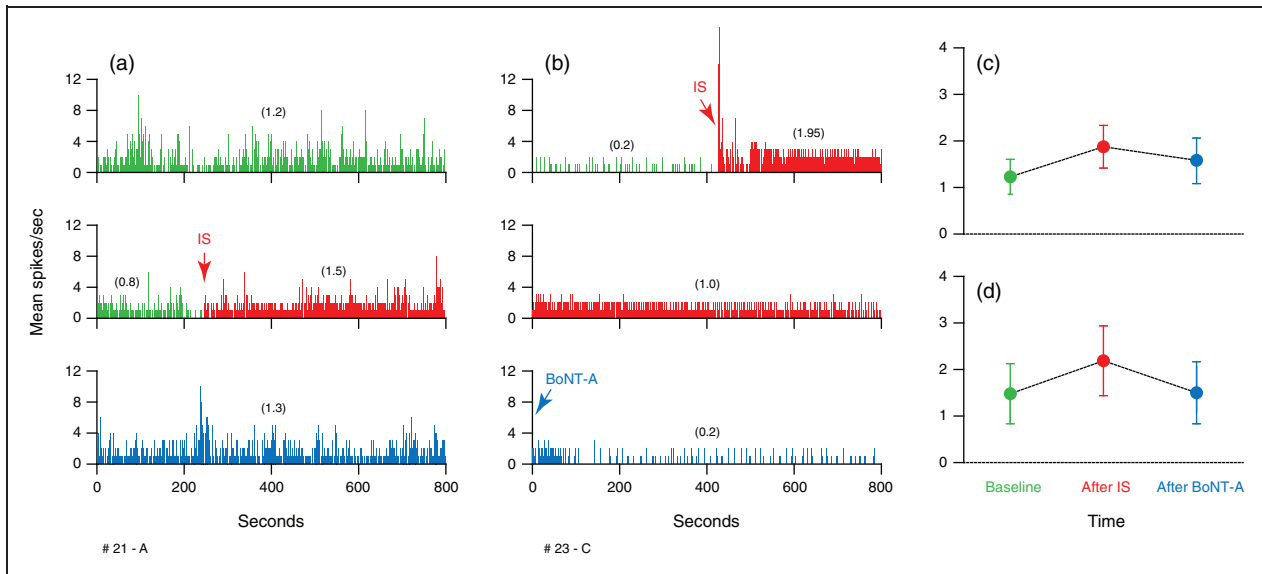 (a)
12
8
4
0
(1.2)
12
8
4
0
(0.8)
IS
(1.5)
12
8
4
0
(1.3)
0 200 400 600 800
Seconds
# 21 - A
Mean spikes/sec
(b)
12
8
4
0
(0.2)
IS
(1.95)
12
8
4
0
(1.0)
BoNT-A
12
8
4
0
(0.2)
0 200 400 600 800
Seconds
# 23 - C
(c)
4
3
2
1
0
(d)
4
3
2
1
0
Baseline After IS After BoNT-A
Time